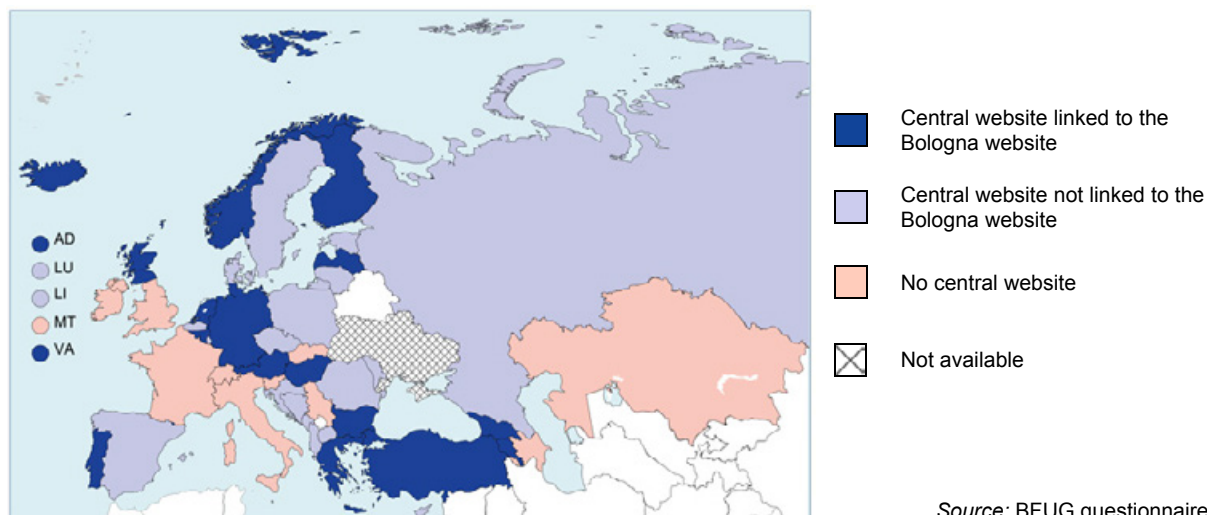 AD
LU
LI
MT
VA
Central website linked to the
Bologna website
Central website not linked to the
Bologna website
No central website
Not available
Source: BFUG questionnaire